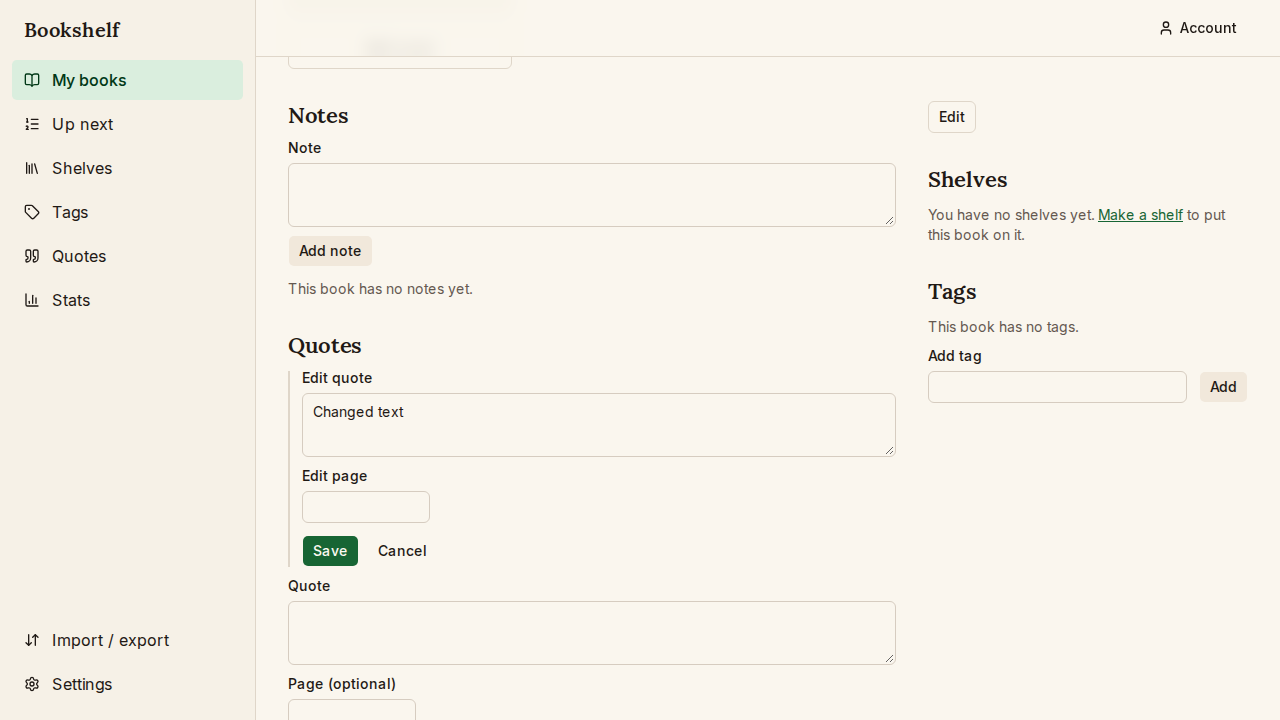 Bookshelf
My books
Up next
Shelves
Tags
Quotes
Stats
Import / export
Settings
Account
Notes
Note
Add note
This book has no notes yet.
Quotes
Edit quote
Changed text
Edit page
Save
Cancel
Quote
Page (optional)
Edit
Shelves
You have no shelves yet. Make a shelf to put
this book on it.
Tags
This book has no tags.
Add tag
Add